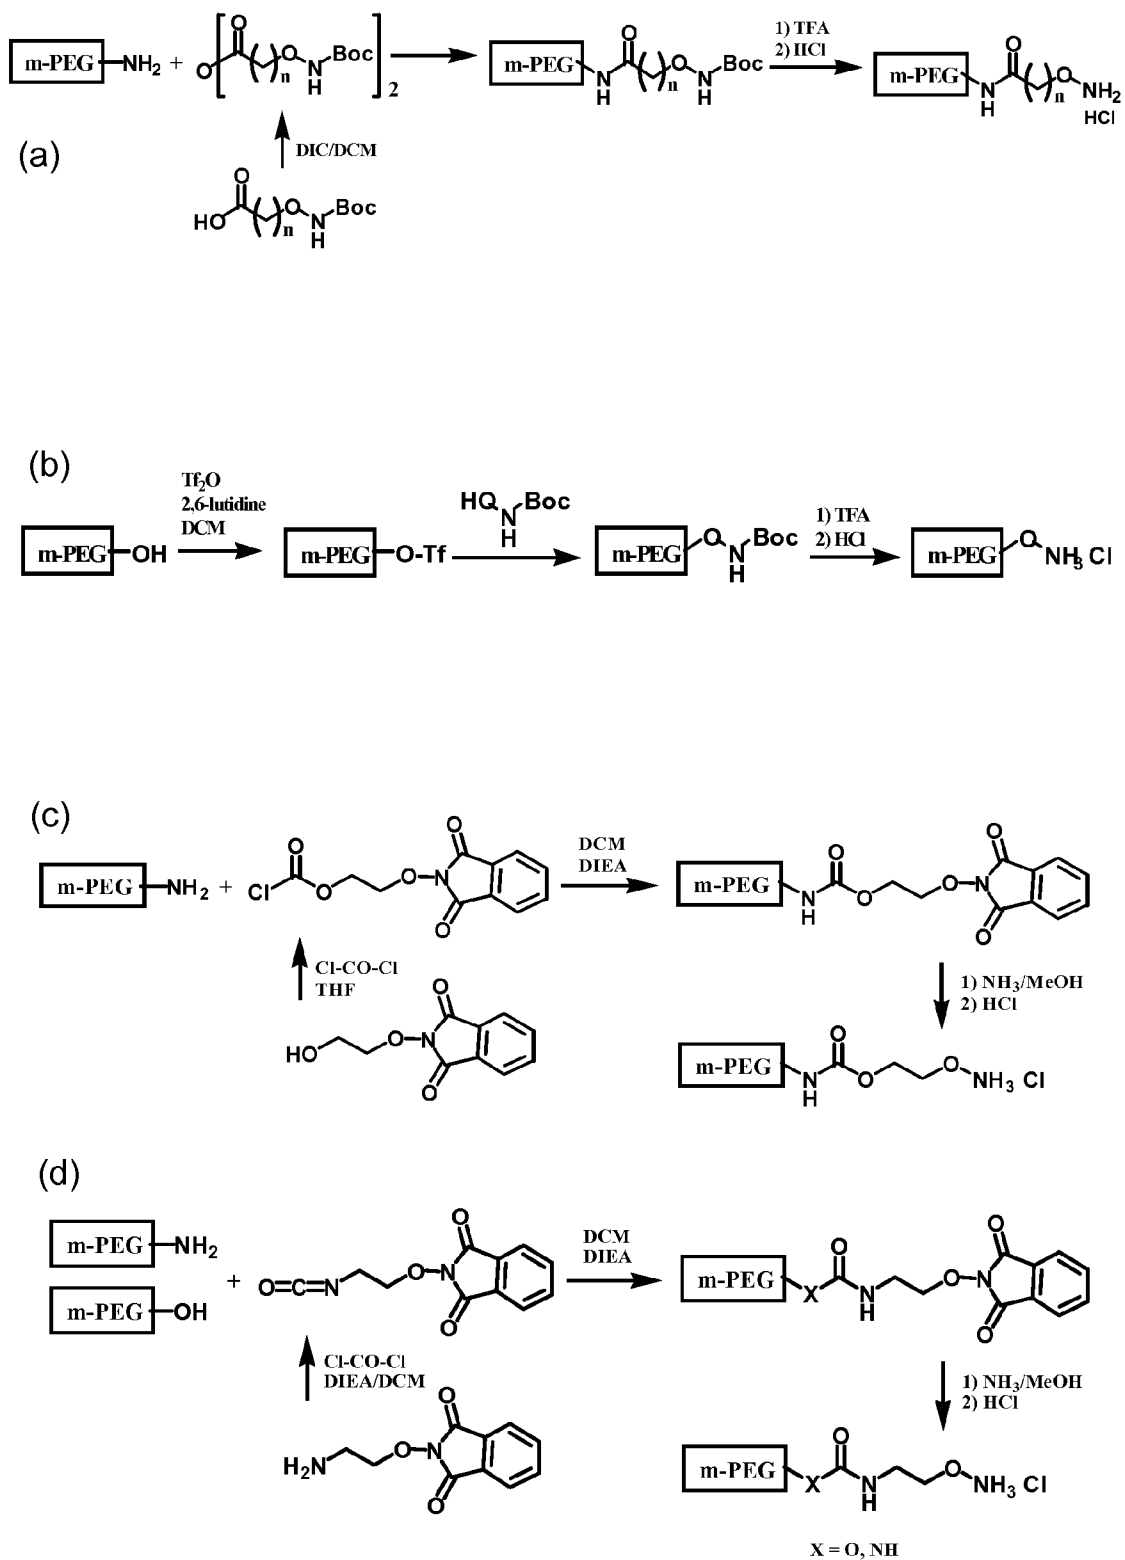 (a)
m-PEG NH2 + O O O N H Boc n 2
m-PEG N H O O N H Boc n
1) TFA
2) HCl
m-PEG N H O O NH2 n
HCl
DIC/DCM
HO O O N H Boc n
(b)
m-PEG OH
Tf2O
2,6-lutidine
DCM
m-PEG O-Tf
HO N H Boc
m-PEG O N H Boc
1) TFA
2) HCl
m-PEG O NH3 Cl
(c)
m-PEG NH2 + Cl O O O N O O
DCM
DIEA
m-PEG N H O O O N O O
Cl-CO-Cl
THF
HO O N O O
1) NH3/MeOH
2) HCl
m-PEG N H O O O NH3 Cl
(d)
m-PEG NH2
m-PEG OH
+ O=C=N O N O O
DCM
DIEA
m-PEG X O N H O N O O
Cl-CO-Cl
DIEA/DCM
H2N O N O O
1) NH3/MeOH
2) HCl
m-PEG X O N H O NH3 Cl
X = O, NH